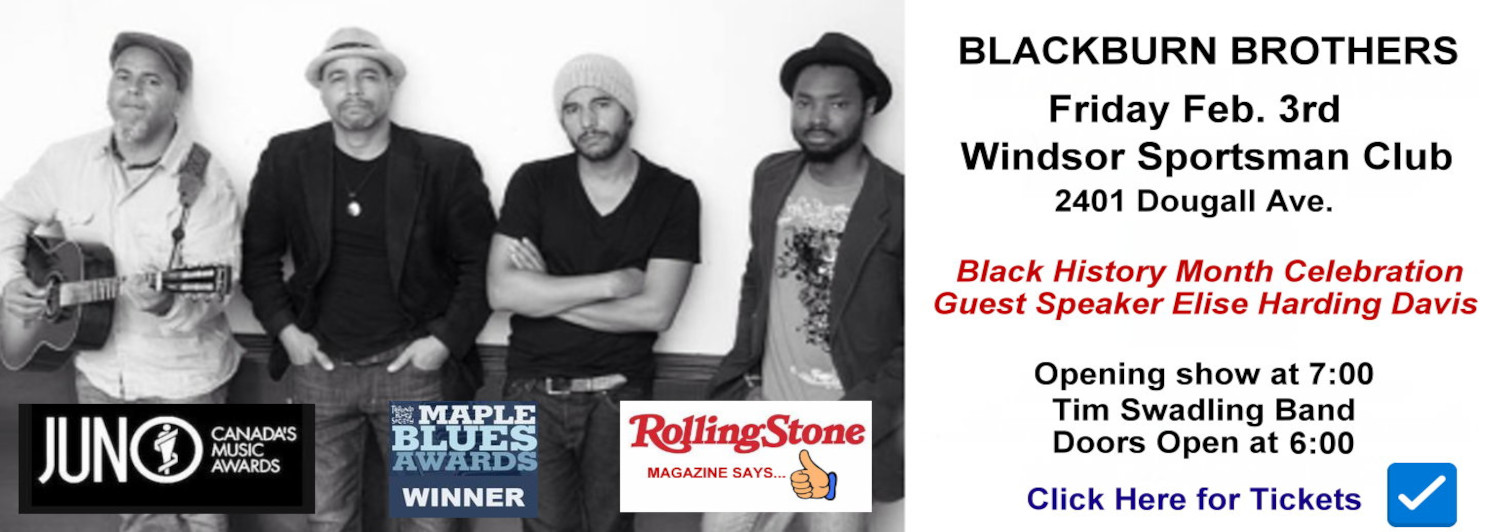 BLACKBURN BROTHERS
Friday Feb. 3rd
Windsor Sportsman Club
2401 Dougall Ave.
Black History Month Celebration
Guest Speaker Elise Harding Davis
Opening show at 7:00
Tim Swadling Band
Doors Open at 6:00
Click Here for Tickets
JUNO
CANADA'S
MUSIC
AWARDS
MAPLE
BLUES
AWARDS
WINNER
RollingStone
MAGAZINE SAYS...